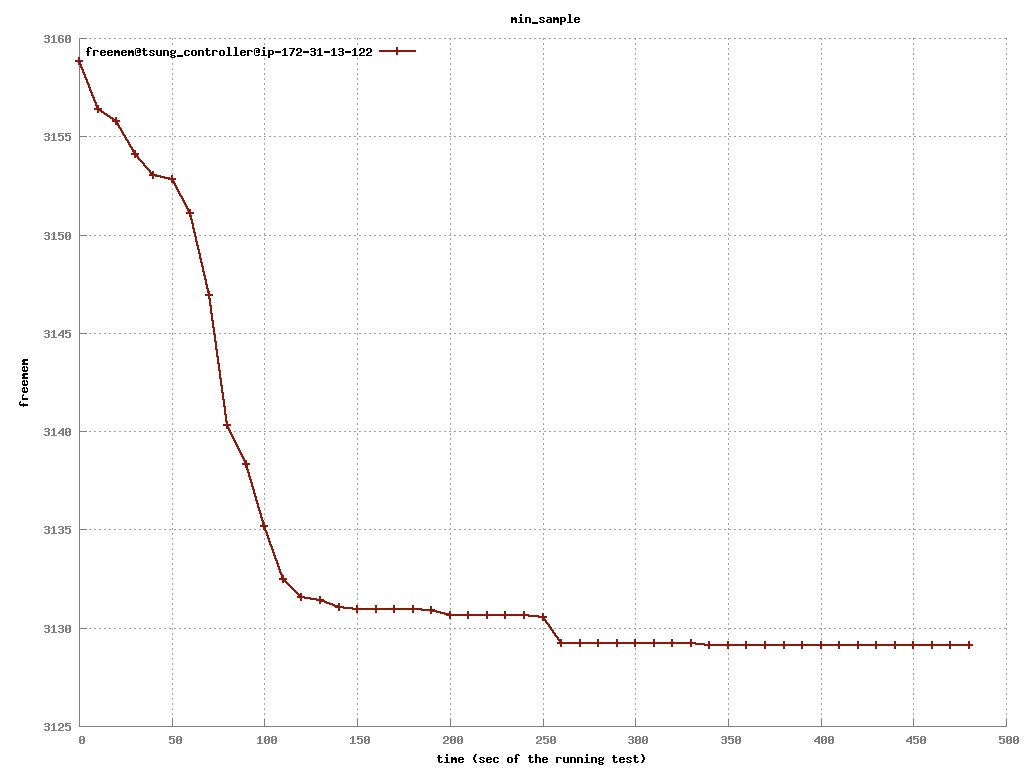 min_sample
freemem@tsung_controller@ip-172-31-13-122
3160
3155
3150
3145
3140
3135
3130
3125
freemem
0 50 100 150 200 250 300 350 400 450 500
time (sec of the running test)